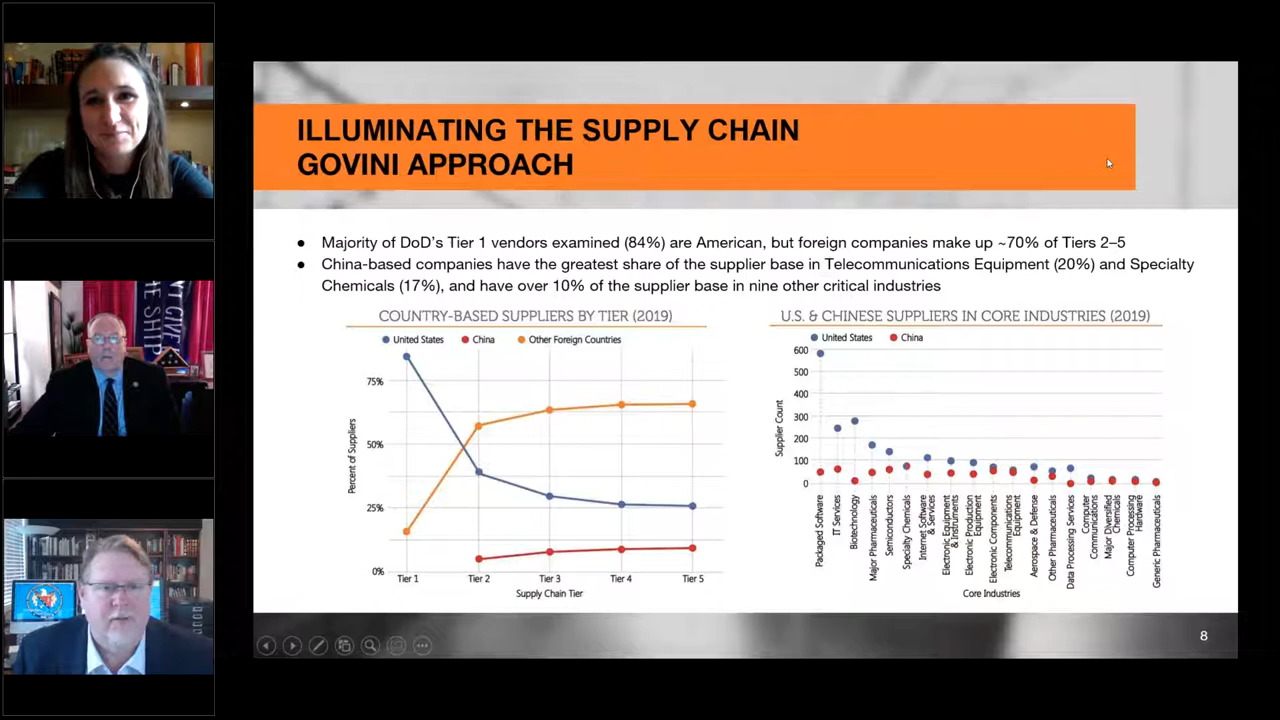 ILLUMINATING THE SUPPLY CHAIN
GOVINI APPROACH
● Majority of DoD's Tier 1 vendors examined (84%) are American, but foreign companies make up ~70% of Tiers 2–5
● China-based companies have the greatest share of the supplier base in Telecommunications Equipment (20%) and Specialty
Chemicals (17%), and have over 10% of the supplier base in nine other critical industries
COUNTRY-BASED SUPPLIERS BY TIER (2019)
United States China Other Foreign Countries
75%
50%
25%
0%
Percent of Suppliers
Tier 1 Tier 2 Tier 3 Tier 4 Tier 5
Supply Chain Tier
U.S. & CHINESE SUPPLIERS IN CORE INDUSTRIES (2019)
United States China
600
500
400
300
200
100
0
Supplier Count
Packaged Software
IT Services
Biotechnology
Major Pharmaceuticals
Semiconductors
Specialty Chemicals
Internet Software
& Services
Electronic Equipment
& Instruments
Electronic Production
Equipment
Electronic Components
Telecommunications
Equipment
Aerospace & Defense
Other Pharmaceuticals
Data Processing Services
Computer
Communications
Major Diversified
Chemicals
Computer Processing
Hardware
Generic Pharmaceuticals
Core Industries
8
THE SHIP